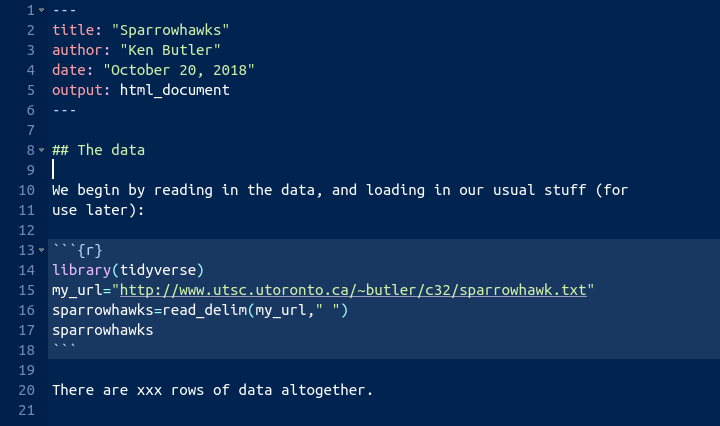 1 ---
2 title: "Sparrowhawks"
3 author: "Ken Butler"
4 date: "October 20, 2018"
5 output: html_document
6 ---
7
8 ## The data
9
10 We begin by reading in the data, and loading in our usual stuff (for
11 use later):
12
13 ```{r}
14 library(tidyverse)
15 my_url="http://www.utsc.utoronto.ca/~butler/c32/sparrowhawk.txt"
16 sparrowhawks=read_delim(my_url," ")
17 sparrowhawks
18 ```
19
20 There are xxx rows of data altogether.
21